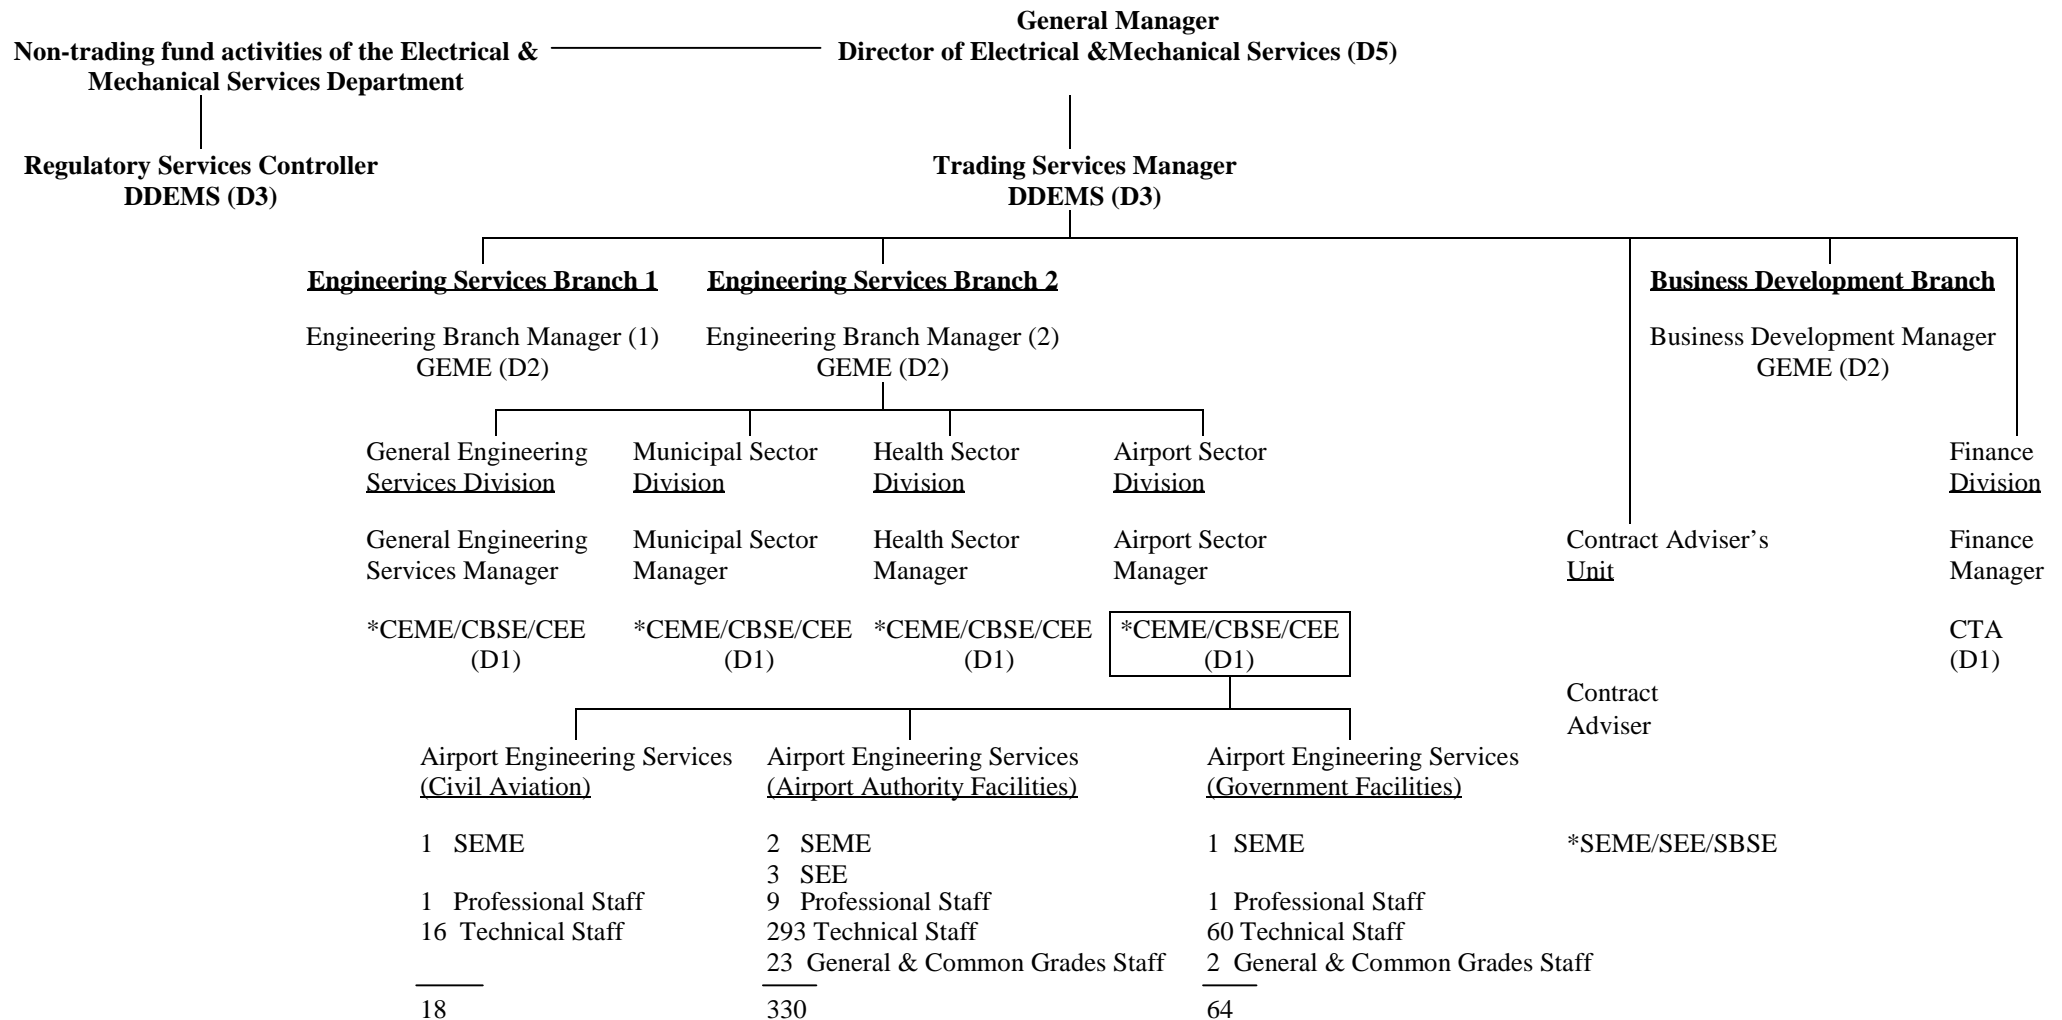 General Manager
Non-trading fund activities of the Electrical &
Mechanical Services Department
Director of Electrical &Mechanical Services (D5)
Regulatory Services Controller
DDEMS (D3)
Trading Services Manager
DDEMS (D3)
Engineering Services Branch 1
Engineering Branch Manager (1)
GEME (D2)
Engineering Services Branch 2
Engineering Branch Manager (2)
GEME (D2)
Business Development Branch
Business Development Manager
GEME (D2)
General Engineering
Services Division
General Engineering
Services Manager
*CEME/CBSE/CEE
(D1)
Municipal Sector
Division
Municipal Sector
Manager
*CEME/CBSE/CEE
(D1)
Health Sector
Division
Health Sector
Manager
*CEME/CBSE/CEE
(D1)
Airport Sector
Division
Airport Sector
Manager
*CEME/CBSE/CEE
(D1)
Contract Adviser’s
Unit
Contract
Adviser
*SEME/SEE/SBSE
Finance
Division
Finance
Manager
CTA
(D1)
Airport Engineering Services
(Civil Aviation)
1 SEME
1 Professional Staff
16 Technical Staff
18
Airport Engineering Services
(Airport Authority Facilities)
2 SEME
3 SEE
9 Professional Staff
293 Technical Staff
23 General & Common Grades Staff
330
Airport Engineering Services
(Government Facilities)
1 SEME
1 Professional Staff
60 Technical Staff
2 General & Common Grades Staff
64